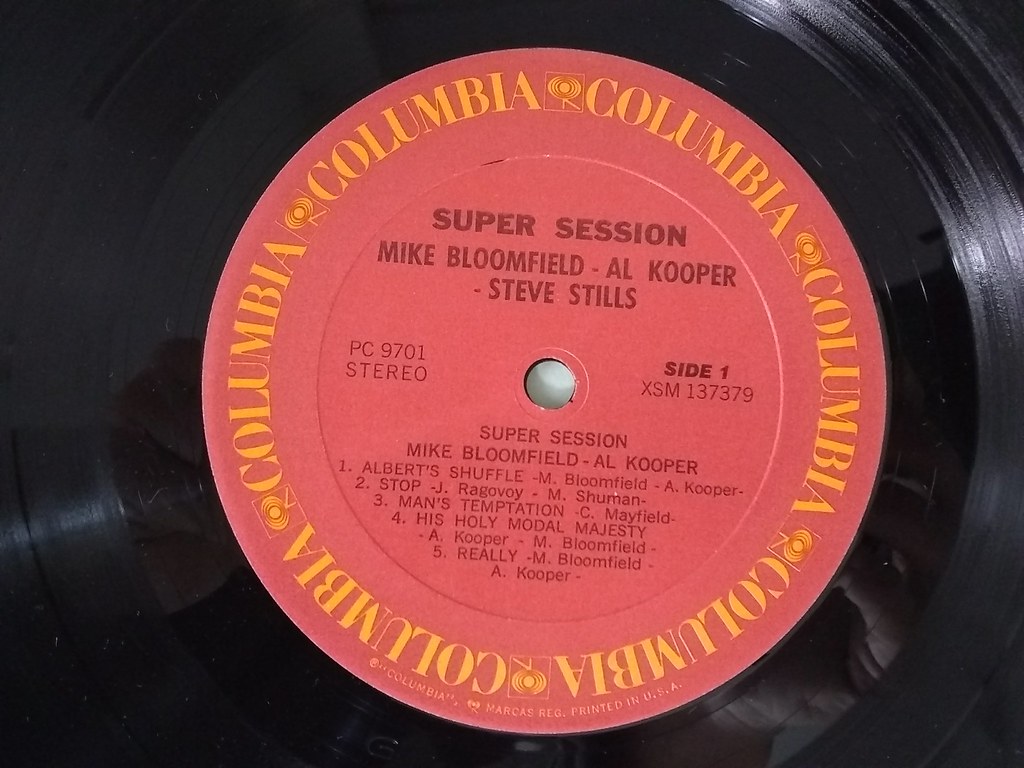 COLUMBIA COLUMBIA COLUMBIA COLUMBIA COLUMBIA COLUMBIA
SUPER SESSION
MIKE BLOOMFIELD - AL KOOPER
- STEVE STILLS
PC 9701
STEREO
SIDE 1
XSM 137379
SUPER SESSION
MIKE BLOOMFIELD - AL KOOPER
1. ALBERT'S SHUFFLE -M. Bloomfield - A. Kooper-
2. STOP -J. Ragovoy - M. Shuman-
3. MAN'S TEMPTATION -C. Mayfield-
4. HIS HOLY MODAL MAJESTY
- A. Kooper - M. Bloomfield -
5. REALLY -M. Bloomfield -
A. Kooper -
®"COLUMBIA", MARCAS REG. PRINTED IN U.S.A.